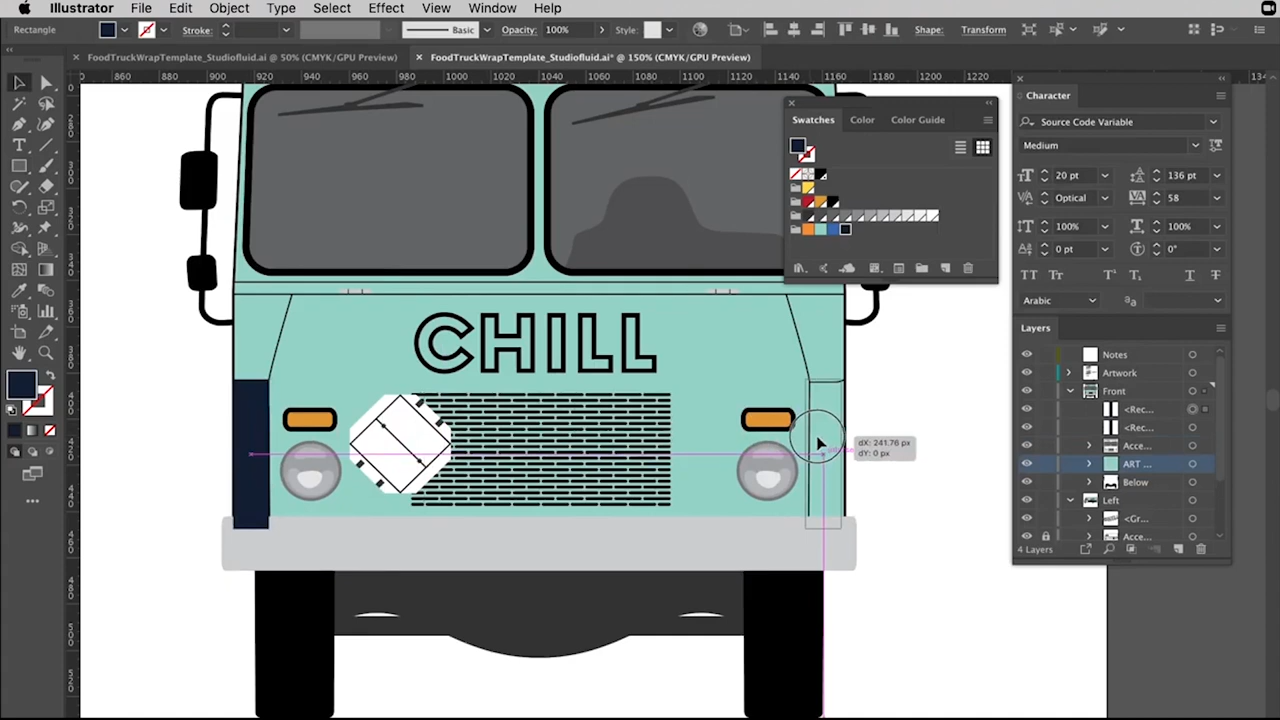 Illustrator File Edit Object Type Select Effect View Window Help
Rectangle Stroke: Basic Opacity: 100% Style: Shape: Transform
FoodTruckWrapTemplate_Studiofluid.ai @ 50% (CMYK/GPU Preview) FoodTruckWrapTemplate_Studiofluid.ai* @ 150% (CMYK/GPU Preview)
860 880 900 920 940 960 980 1000 1020 1040 1060 1080 1100 1120 1140 1160 1180 1200 1220
Swatches Color Color Guide
Character
Source Code Variable
Medium
20 pt 136 pt
Optical 58
100% 100%
0 pt 0°
Arabic
Layers
Notes
Artwork
Front
<Rec...
<Rec...
Acce...
ART ...
Below
Left
<Gr...
Acce...
4 Layers
CHILL
dX: 241.76 px
dY: 0 px